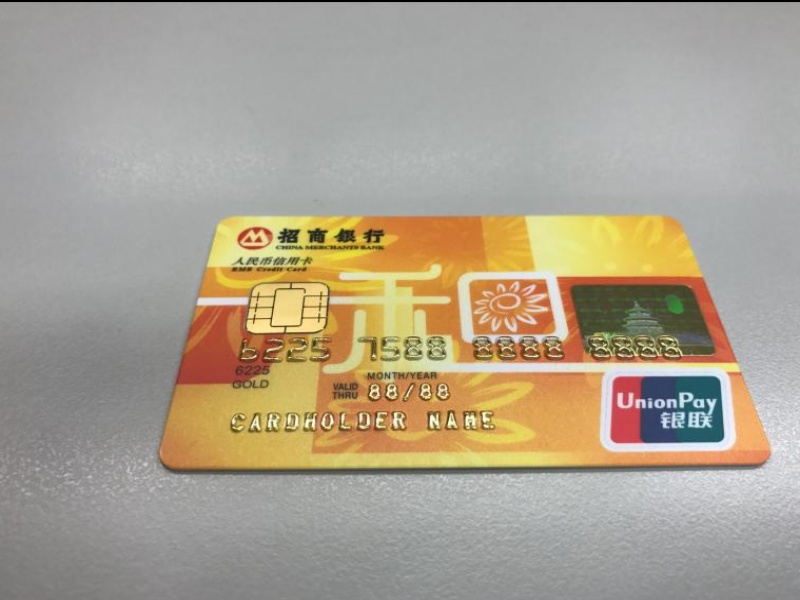 招商银行
CHINA MERCHANTS BANK
人民币信用卡
RMB Credit Card
禾
6225 7588 8888 8888
6225
GOLD
MONTH/YEAR
VALID THRU 88/88
CARDHOLDER NAME
UnionPay
银联